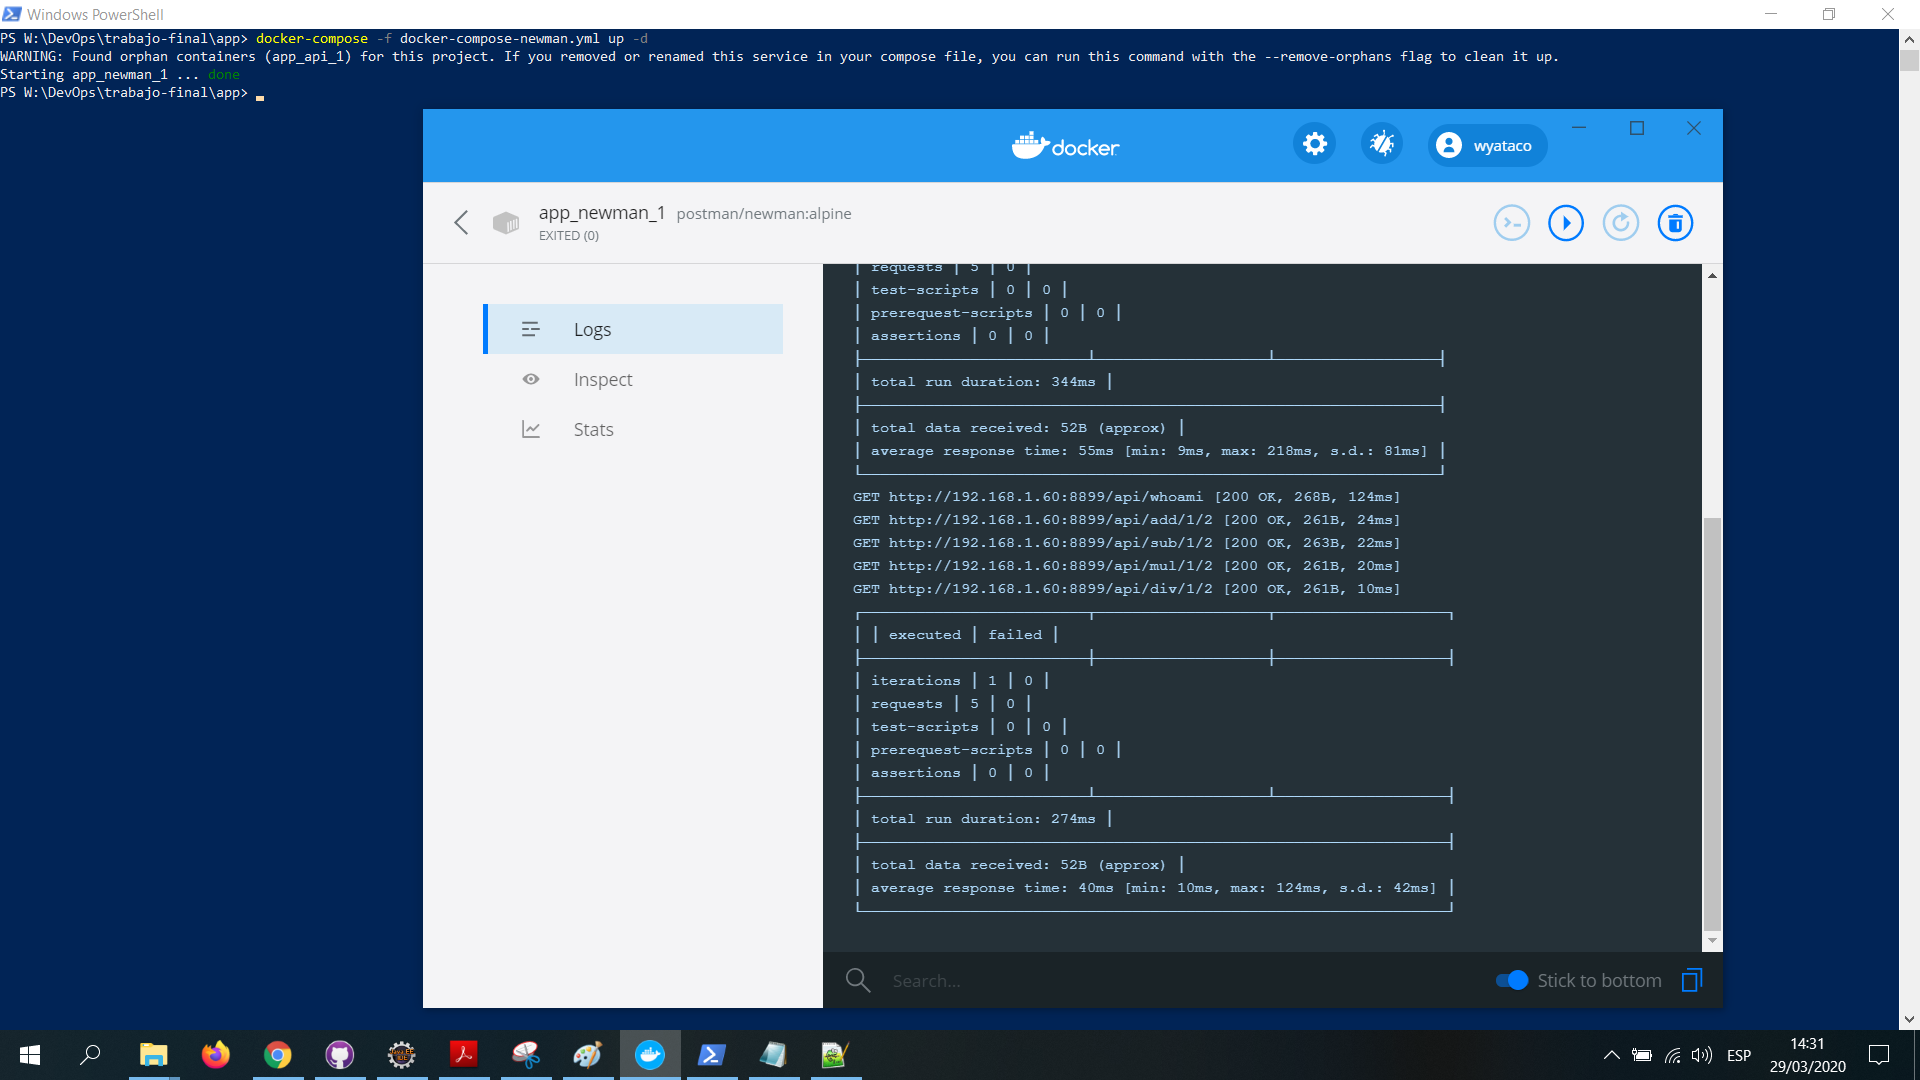 Windows PowerShell
PS W:\DevOps\trabajo-final\app> docker-compose -f docker-compose-newman.yml up -d
WARNING: Found orphan containers (app_api_1) for this project. If you removed or renamed this service in your compose file, you can run this command with the --remove-orphans flag to clean it up.
Starting app_newman_1 ... done
PS W:\DevOps\trabajo-final\app>
docker
wyataco
app_newman_1 postman/newman:alpine
EXITED (0)
Logs
Inspect
Stats
| requests | 5 | 0 |
| test-scripts | 0 | 0 |
| prerequest-scripts | 0 | 0 |
| assertions | 0 | 0 |
| total run duration: 344ms |
| total data received: 52B (approx) |
| average response time: 55ms [min: 9ms, max: 218ms, s.d.: 81ms] |
GET http://192.168.1.60:8899/api/whoami [200 OK, 268B, 124ms]
GET http://192.168.1.60:8899/api/add/1/2 [200 OK, 261B, 24ms]
GET http://192.168.1.60:8899/api/sub/1/2 [200 OK, 263B, 22ms]
GET http://192.168.1.60:8899/api/mul/1/2 [200 OK, 261B, 20ms]
GET http://192.168.1.60:8899/api/div/1/2 [200 OK, 261B, 10ms]
| | executed | failed |
| iterations | 1 | 0 |
| requests | 5 | 0 |
| test-scripts | 0 | 0 |
| prerequest-scripts | 0 | 0 |
| assertions | 0 | 0 |
| total run duration: 274ms |
| total data received: 52B (approx) |
| average response time: 40ms [min: 10ms, max: 124ms, s.d.: 42ms] |
Search...
Stick to bottom
ESP
14:31
29/03/2020